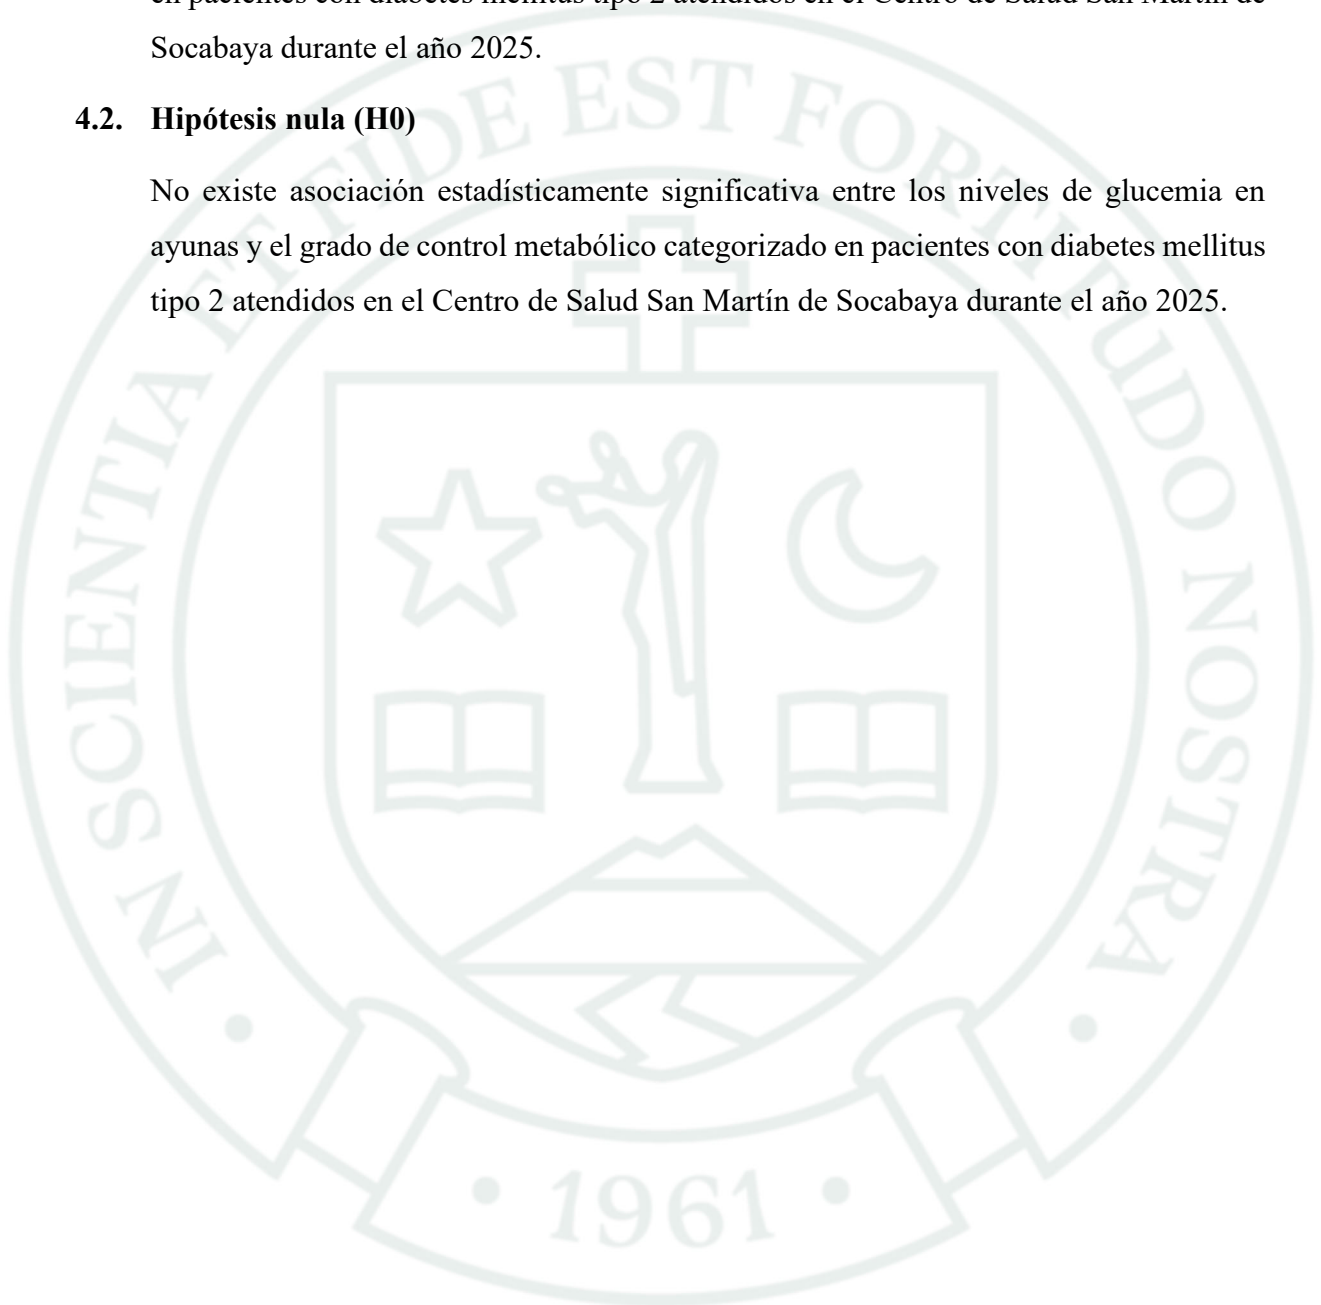 en pacientes con diabetes mellitus tipo 2 atendidos en el Centro de Salud San Martín de
Socabaya durante el año 2025.
4.2. Hipótesis nula (H0)
No existe asociación estadísticamente significativa entre los niveles de glucemia en
ayunas y el grado de control metabólico categorizado en pacientes con diabetes mellitus
tipo 2 atendidos en el Centro de Salud San Martín de Socabaya durante el año 2025.
IN SCIENTIA ET FIDE EST FORTITUDO NOSTRA
• 1961 •